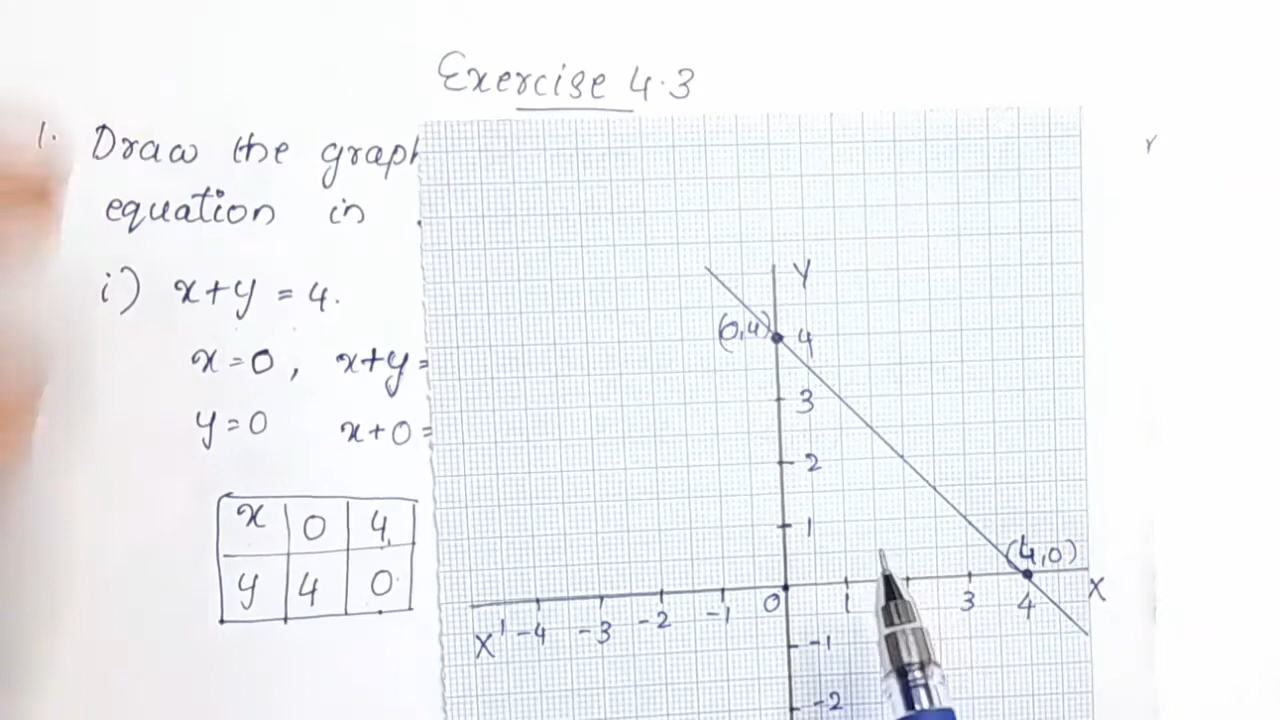 Exercise 4.3
1. Draw the graph
equation in
i) x+y = 4.
x=0, x+y=
y=0 x+0=
x 0 4
y 4 0
Y
(0,4) 4
3
2
1
(4,0)
X' -4 -3 -2 -1 0 1 3 4 X
-1
-2